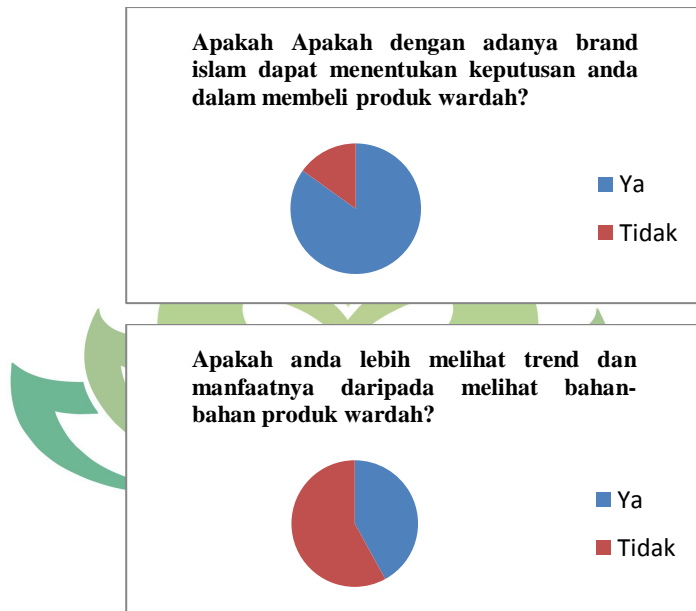 Apakah Apakah dengan adanya brand
islam dapat menentukan keputusan anda
dalam membeli produk wardah?
Ya
Tidak
Apakah anda lebih melihat trend dan
manfaatnya daripada melihat bahan-
bahan produk wardah?
Ya
Tidak